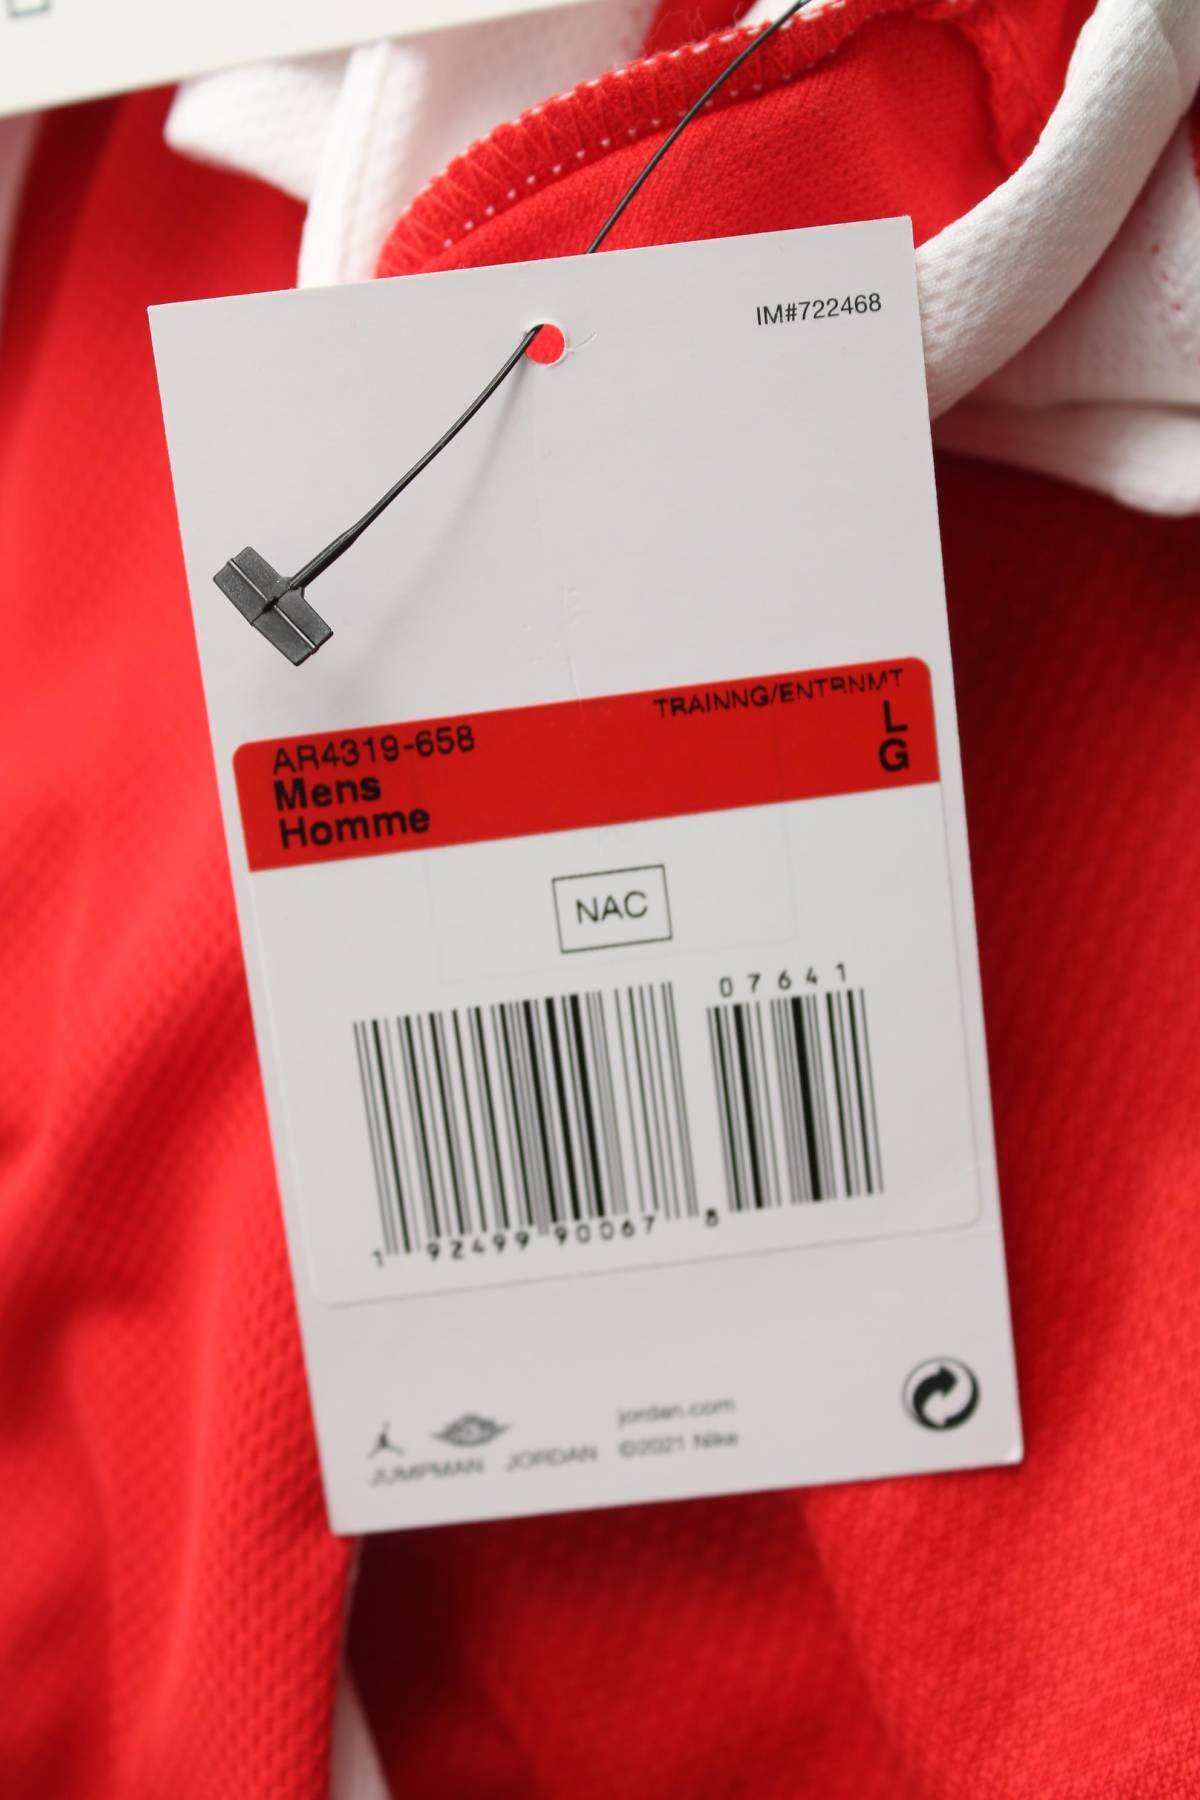 IM#722468
TRAINNG/ENTRNMT
AR4319-658
L
Mens
G
Homme
NAC
07641
1 92499 90067 8
jordan.com
©2021 Nike
JUMPMAN JORDAN